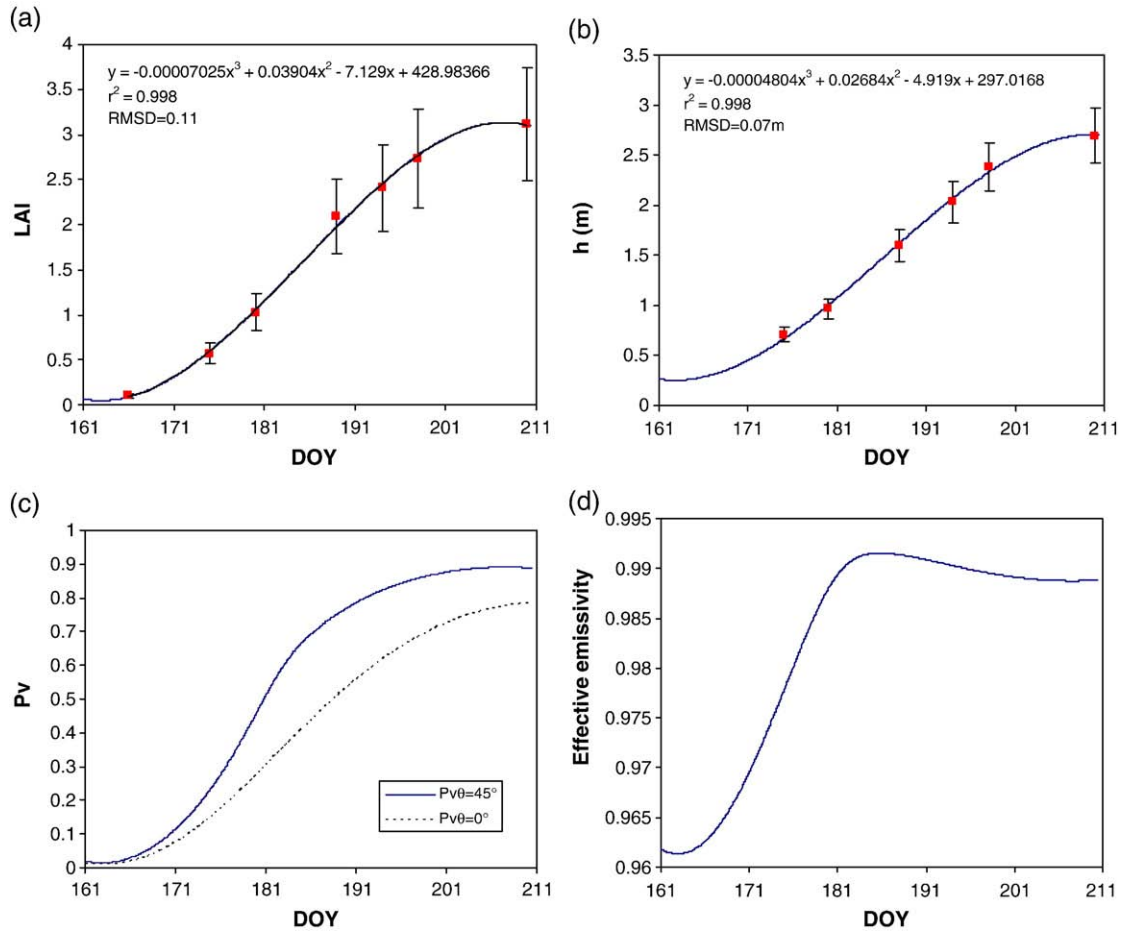 (a)
4
3.5
3
2.5
2
1.5
1
0.5
0
LAI
y = -0.00007025x³ + 0.03904x² - 7.129x + 428.98366
r² = 0.998
RMSD=0.11
161 171 181 191 201 211
DOY
(b)
3.5
3
2.5
2
1.5
1
0.5
0
h (m)
y = -0.00004804x³ + 0.02684x² - 4.919x + 297.0168
r² = 0.998
RMSD=0.07m
161 171 181 191 201 211
DOY
(c)
1
0.9
0.8
0.7
0.6
0.5
0.4
0.3
0.2
0.1
0
Pv
Pvθ=45°
Pvθ=0°
161 171 181 191 201 211
DOY
(d)
0.995
0.99
0.985
0.98
0.975
0.97
0.965
0.96
Effective emissivity
161 171 181 191 201 211
DOY